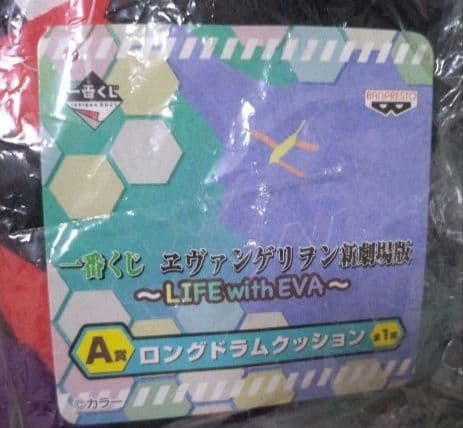 一番くじ
BANPRESTO
一番くじ ヱヴァンゲリヲン新劇場版
～LIFE with EVA～
A賞 ロングドラムクッション 全1種
©カラー